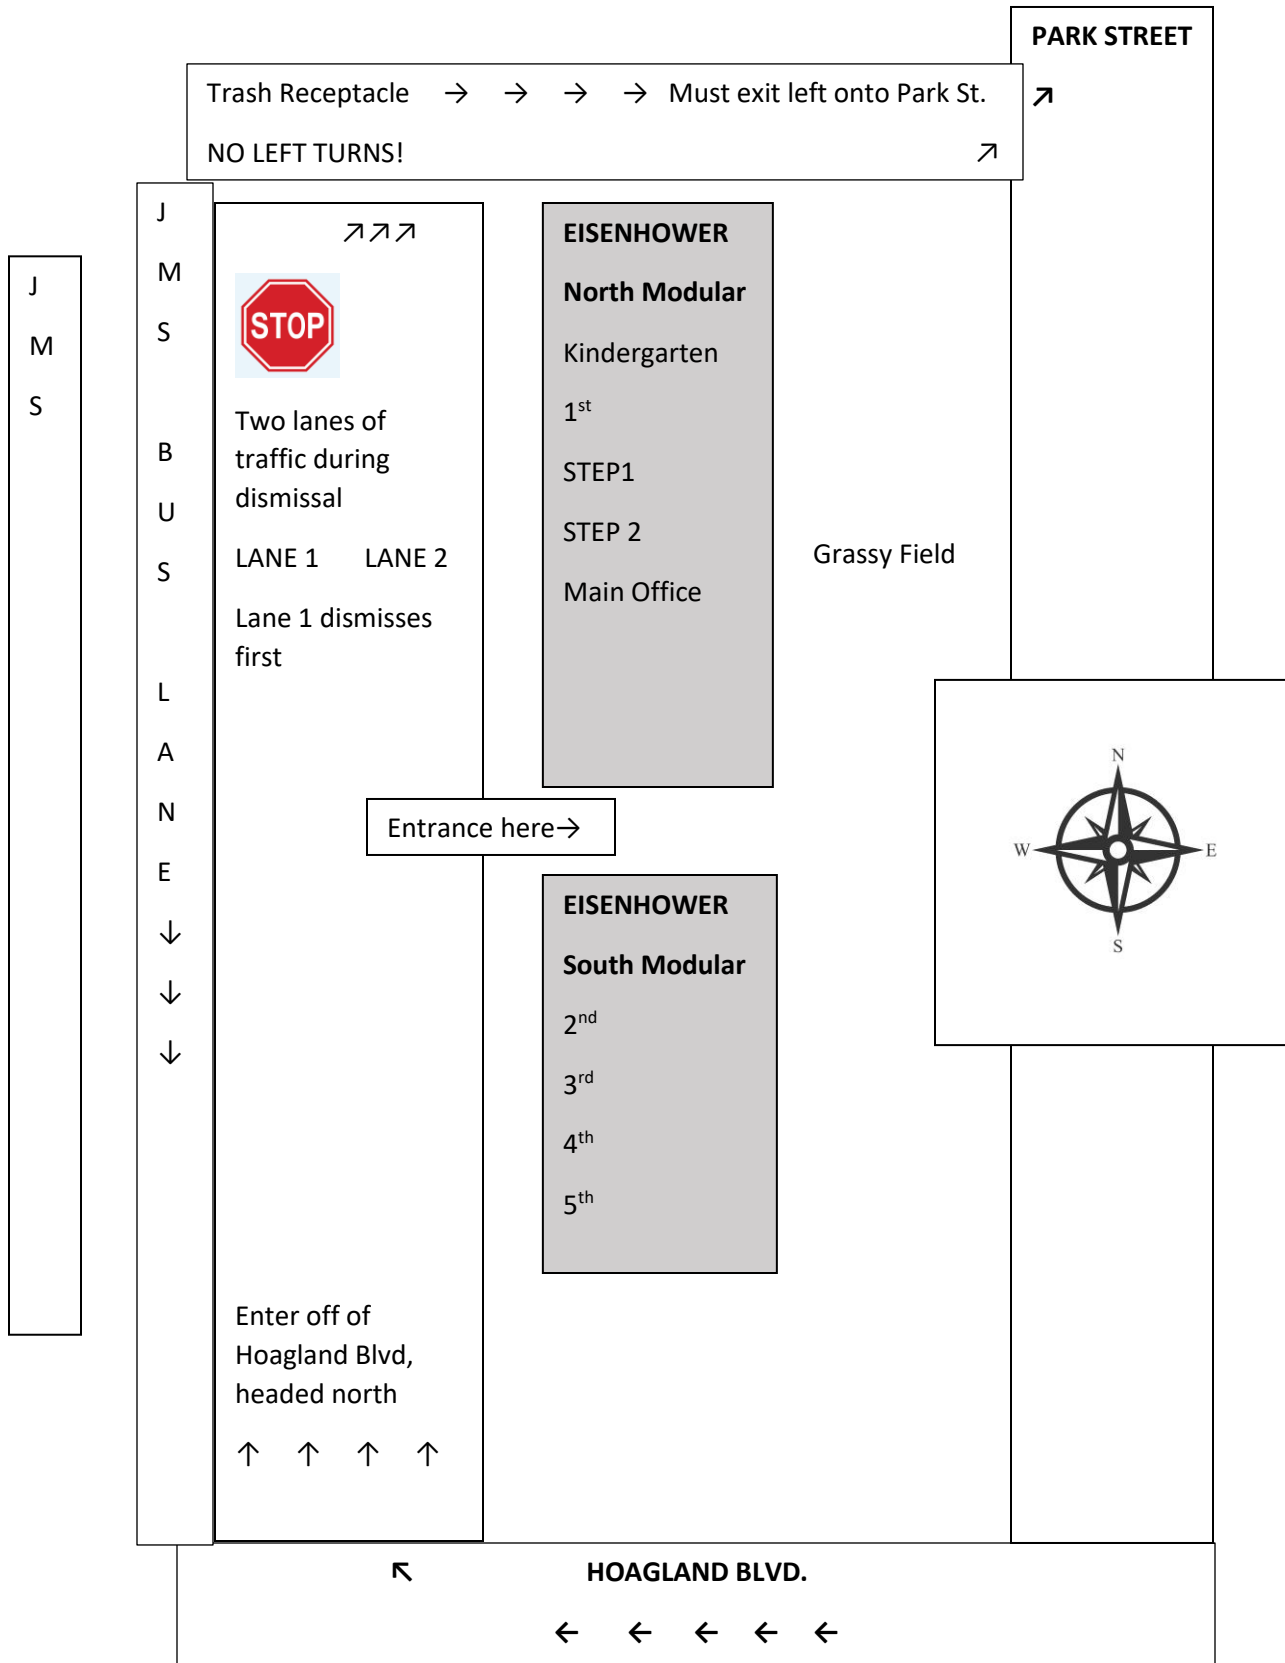 PARK STREET
Trash Receptacle → → → → Must exit left onto Park St. ↗
NO LEFT TURNS! ↗
J
M
S
J
M
S
B
U
S
L
A
N
E
↓
↓
↓
↗↗↗
STOP
Two lanes of
traffic during
dismissal
LANE 1 LANE 2
Lane 1 dismisses
first
EISENHOWER
North Modular
Kindergarten
1st
STEP1
STEP 2
Main Office
Grassy Field
Entrance here→
N
W E
S
EISENHOWER
South Modular
2nd
3rd
4th
5th
Enter off of
Hoagland Blvd,
headed north
↑ ↑ ↑ ↑
↖ HOAGLAND BLVD.
← ← ← ← ←